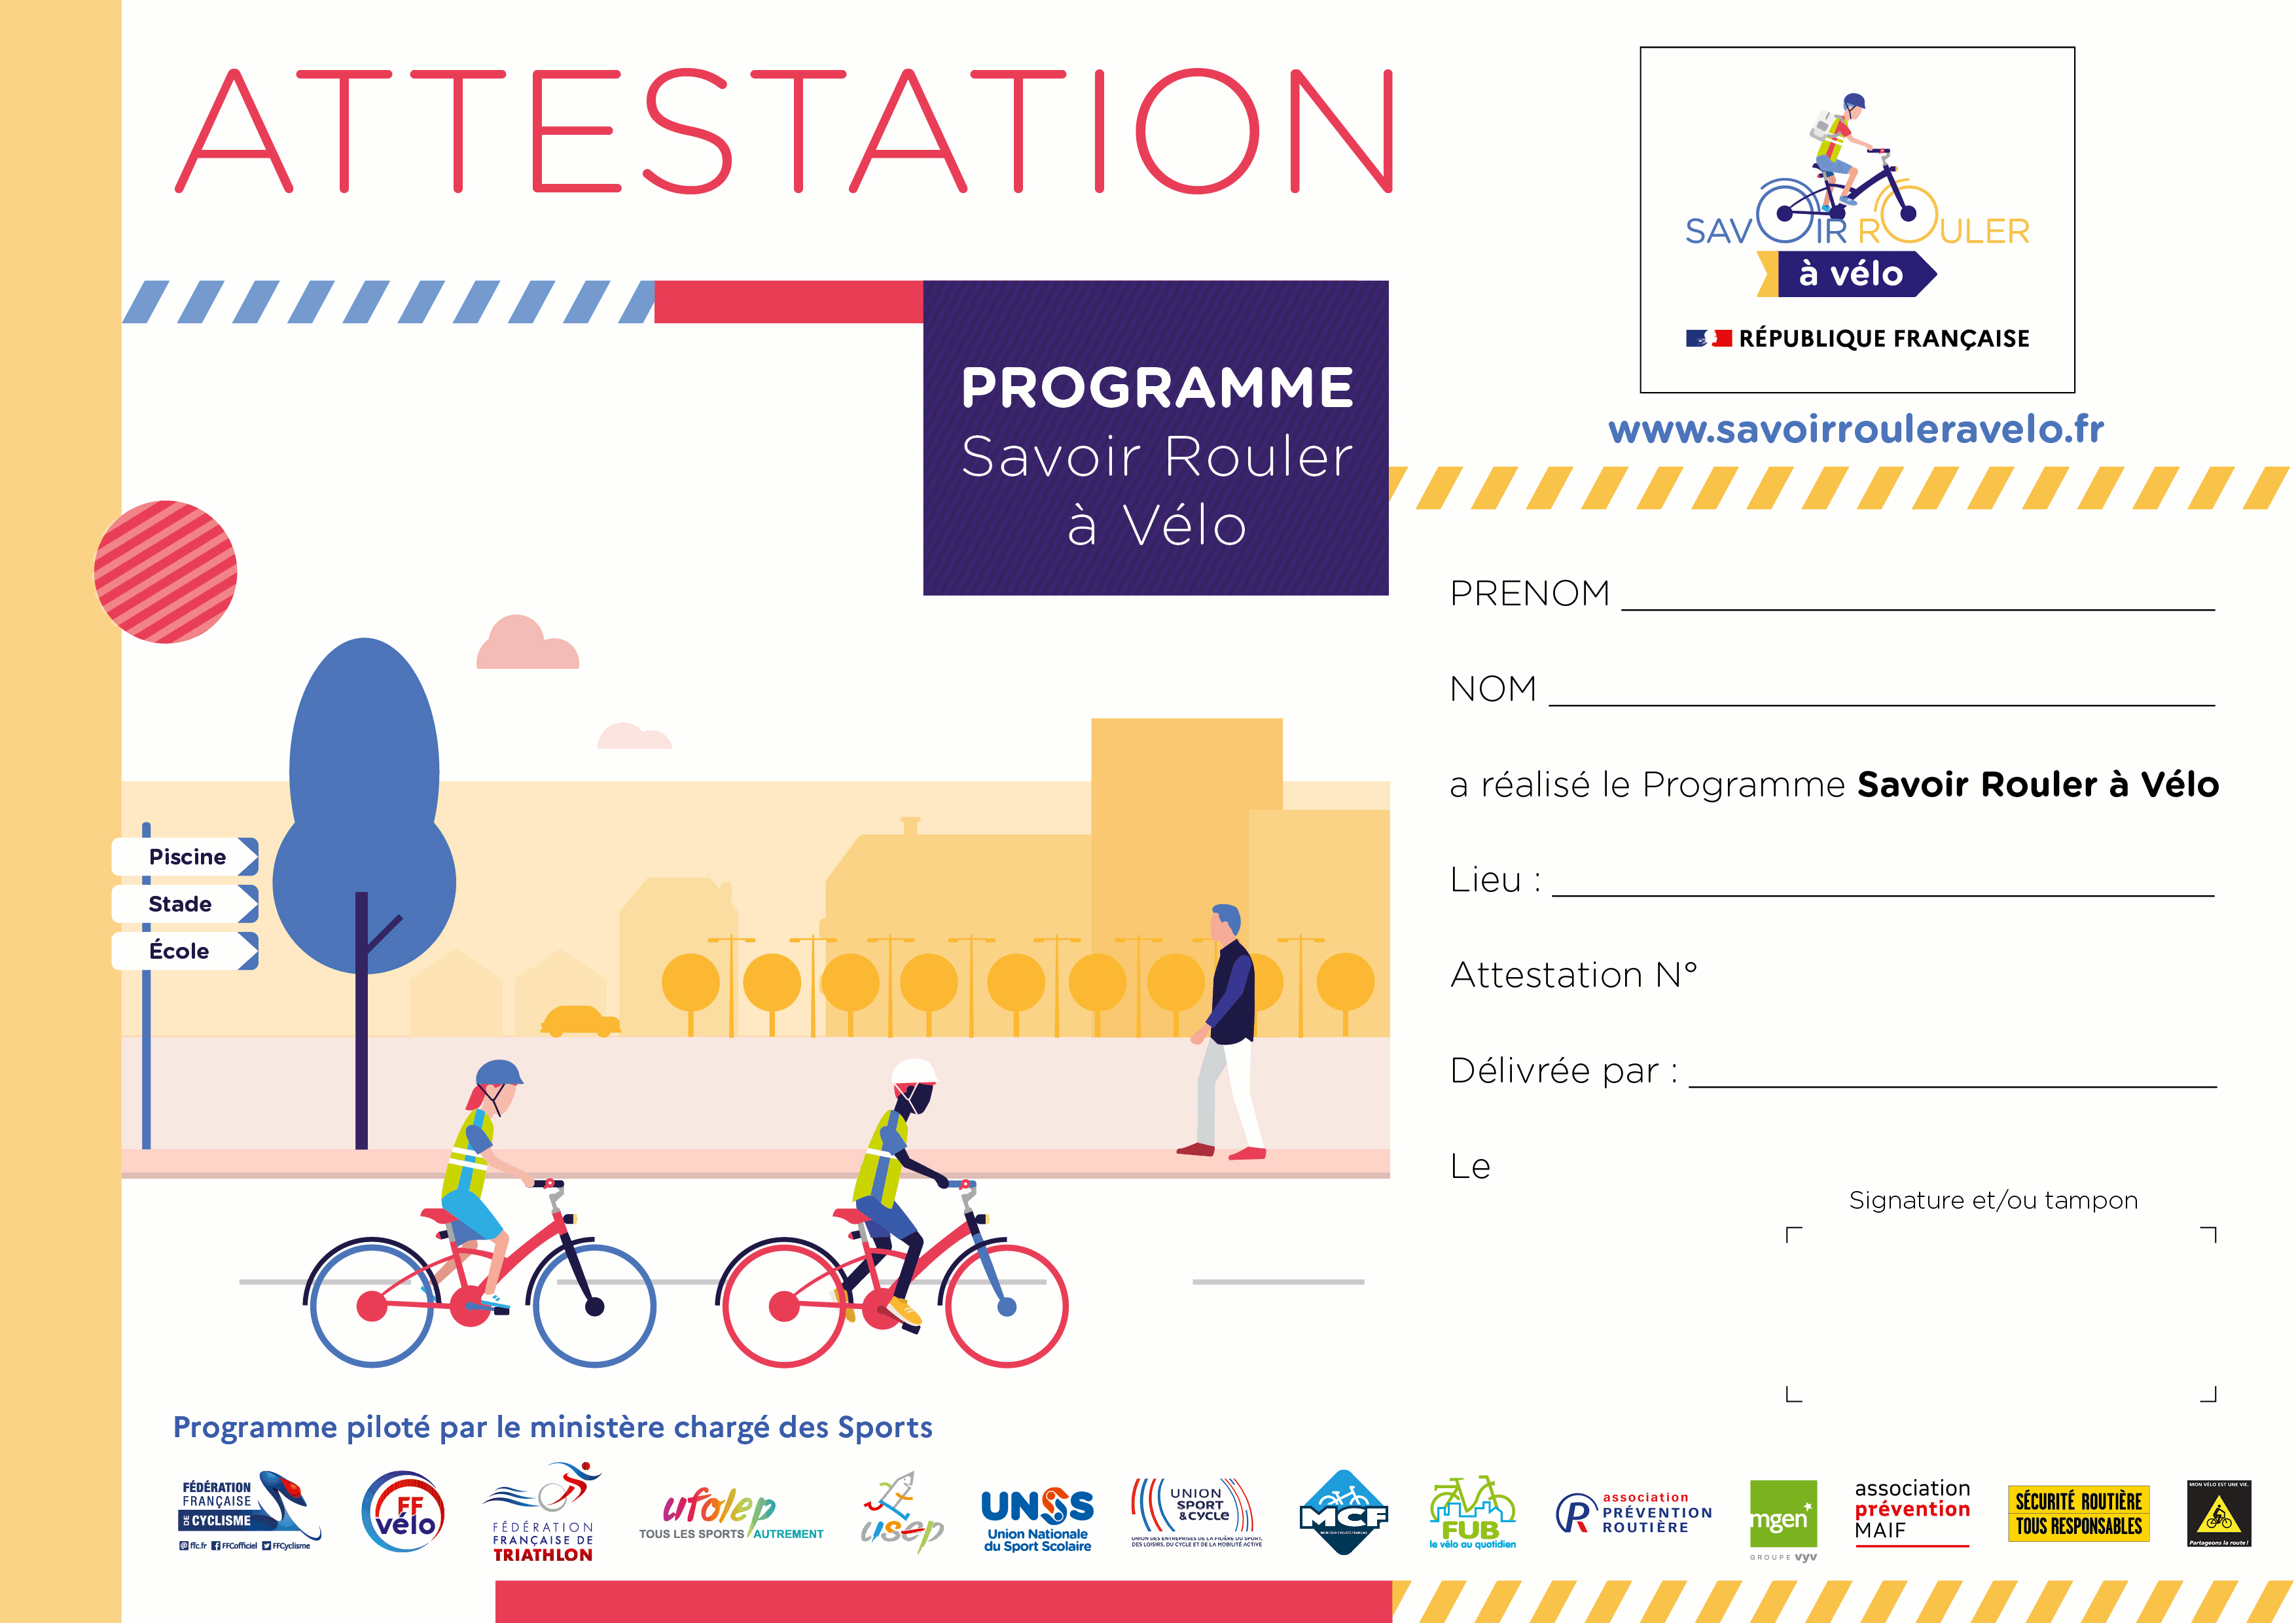 ATTESTATION
SAVOIR ROULER
à vélo
RÉPUBLIQUE FRANÇAISE
www.savoirrouleravelo.fr
PROGRAMME
Savoir Rouler
à Vélo
PRENOM
NOM
a réalisé le Programme Savoir Rouler à Vélo
Lieu :
Attestation N°
Délivrée par :
Le
Signature et/ou tampon
Piscine
Stade
École
Programme piloté par le ministère chargé des Sports
FÉDÉRATION
FRANÇAISE
DE CYCLISME
ffc.fr FFCofficiel FFCyclisme
FF
vélo
FÉDÉRATION
FRANÇAISE DE
TRIATHLON
ufolep
TOUS LES SPORTS AUTREMENT
usep
UNSS
Union Nationale
du Sport Scolaire
UNION
SPORT
&CYCLE
UNION DES ENTREPRISES DE LA FILIÈRE DU SPORT,
DES LOISIRS, DU CYCLE ET DE LA MOBILITÉ ACTIVE
MCF
FUB
le vélo au quotidien
association
PRÉVENTION
ROUTIÈRE
mgen
GROUPE vyv
association
prévention
MAIF
SÉCURITÉ ROUTIÈRE
TOUS RESPONSABLES
MON VÉLO EST UNE VIE.
Partageons la route !